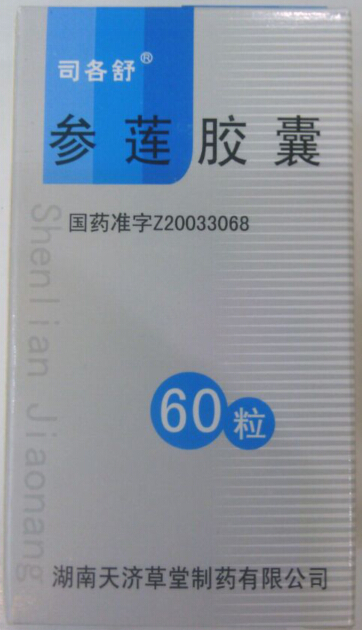 司各舒®
参莲胶囊
国药准字Z20033068
Shen lian Jiaonang
60粒
湖南天济草堂制药有限公司